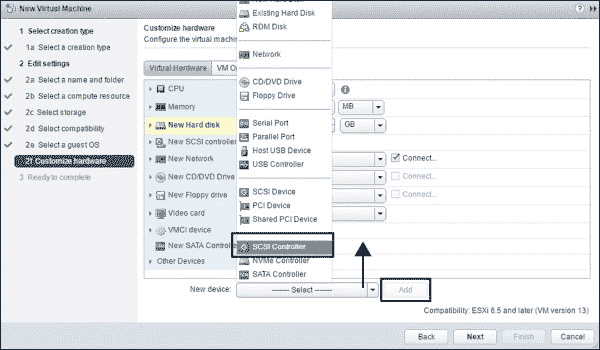 New Virtual Machine
1 Select creation type
1a Select a creation type
2 Edit settings
2a Select a name and folder
2b Select a compute resource
2c Select storage
2d Select compatibility
2e Select a guest OS
2f Customize hardware
3 Ready to complete
Customize hardware
Configure the virtual machin
Virtual Hardware
VM O
CPU
Memory
MB
New Hard disk
GB
New SCSI controller
New Network
Connect...
New CD/DVD Drive
Connect...
New Floppy drive
Connect...
Video card
VMCI device
New SATA Controlle
Other Devices
Existing Hard Disk
RDM Disk
Network
CD/DVD Drive
Floppy Drive
Serial Port
Parallel Port
Host USB Device
USB Controller
SCSI Device
PCI Device
Shared PCI Device
SCSI Controller
NVMe Controller
SATA Controller
New device:
------- Select -------
Add
Compatibility: ESXi 6.5 and later (VM version 13)
Back
Next
Finish
Cancel